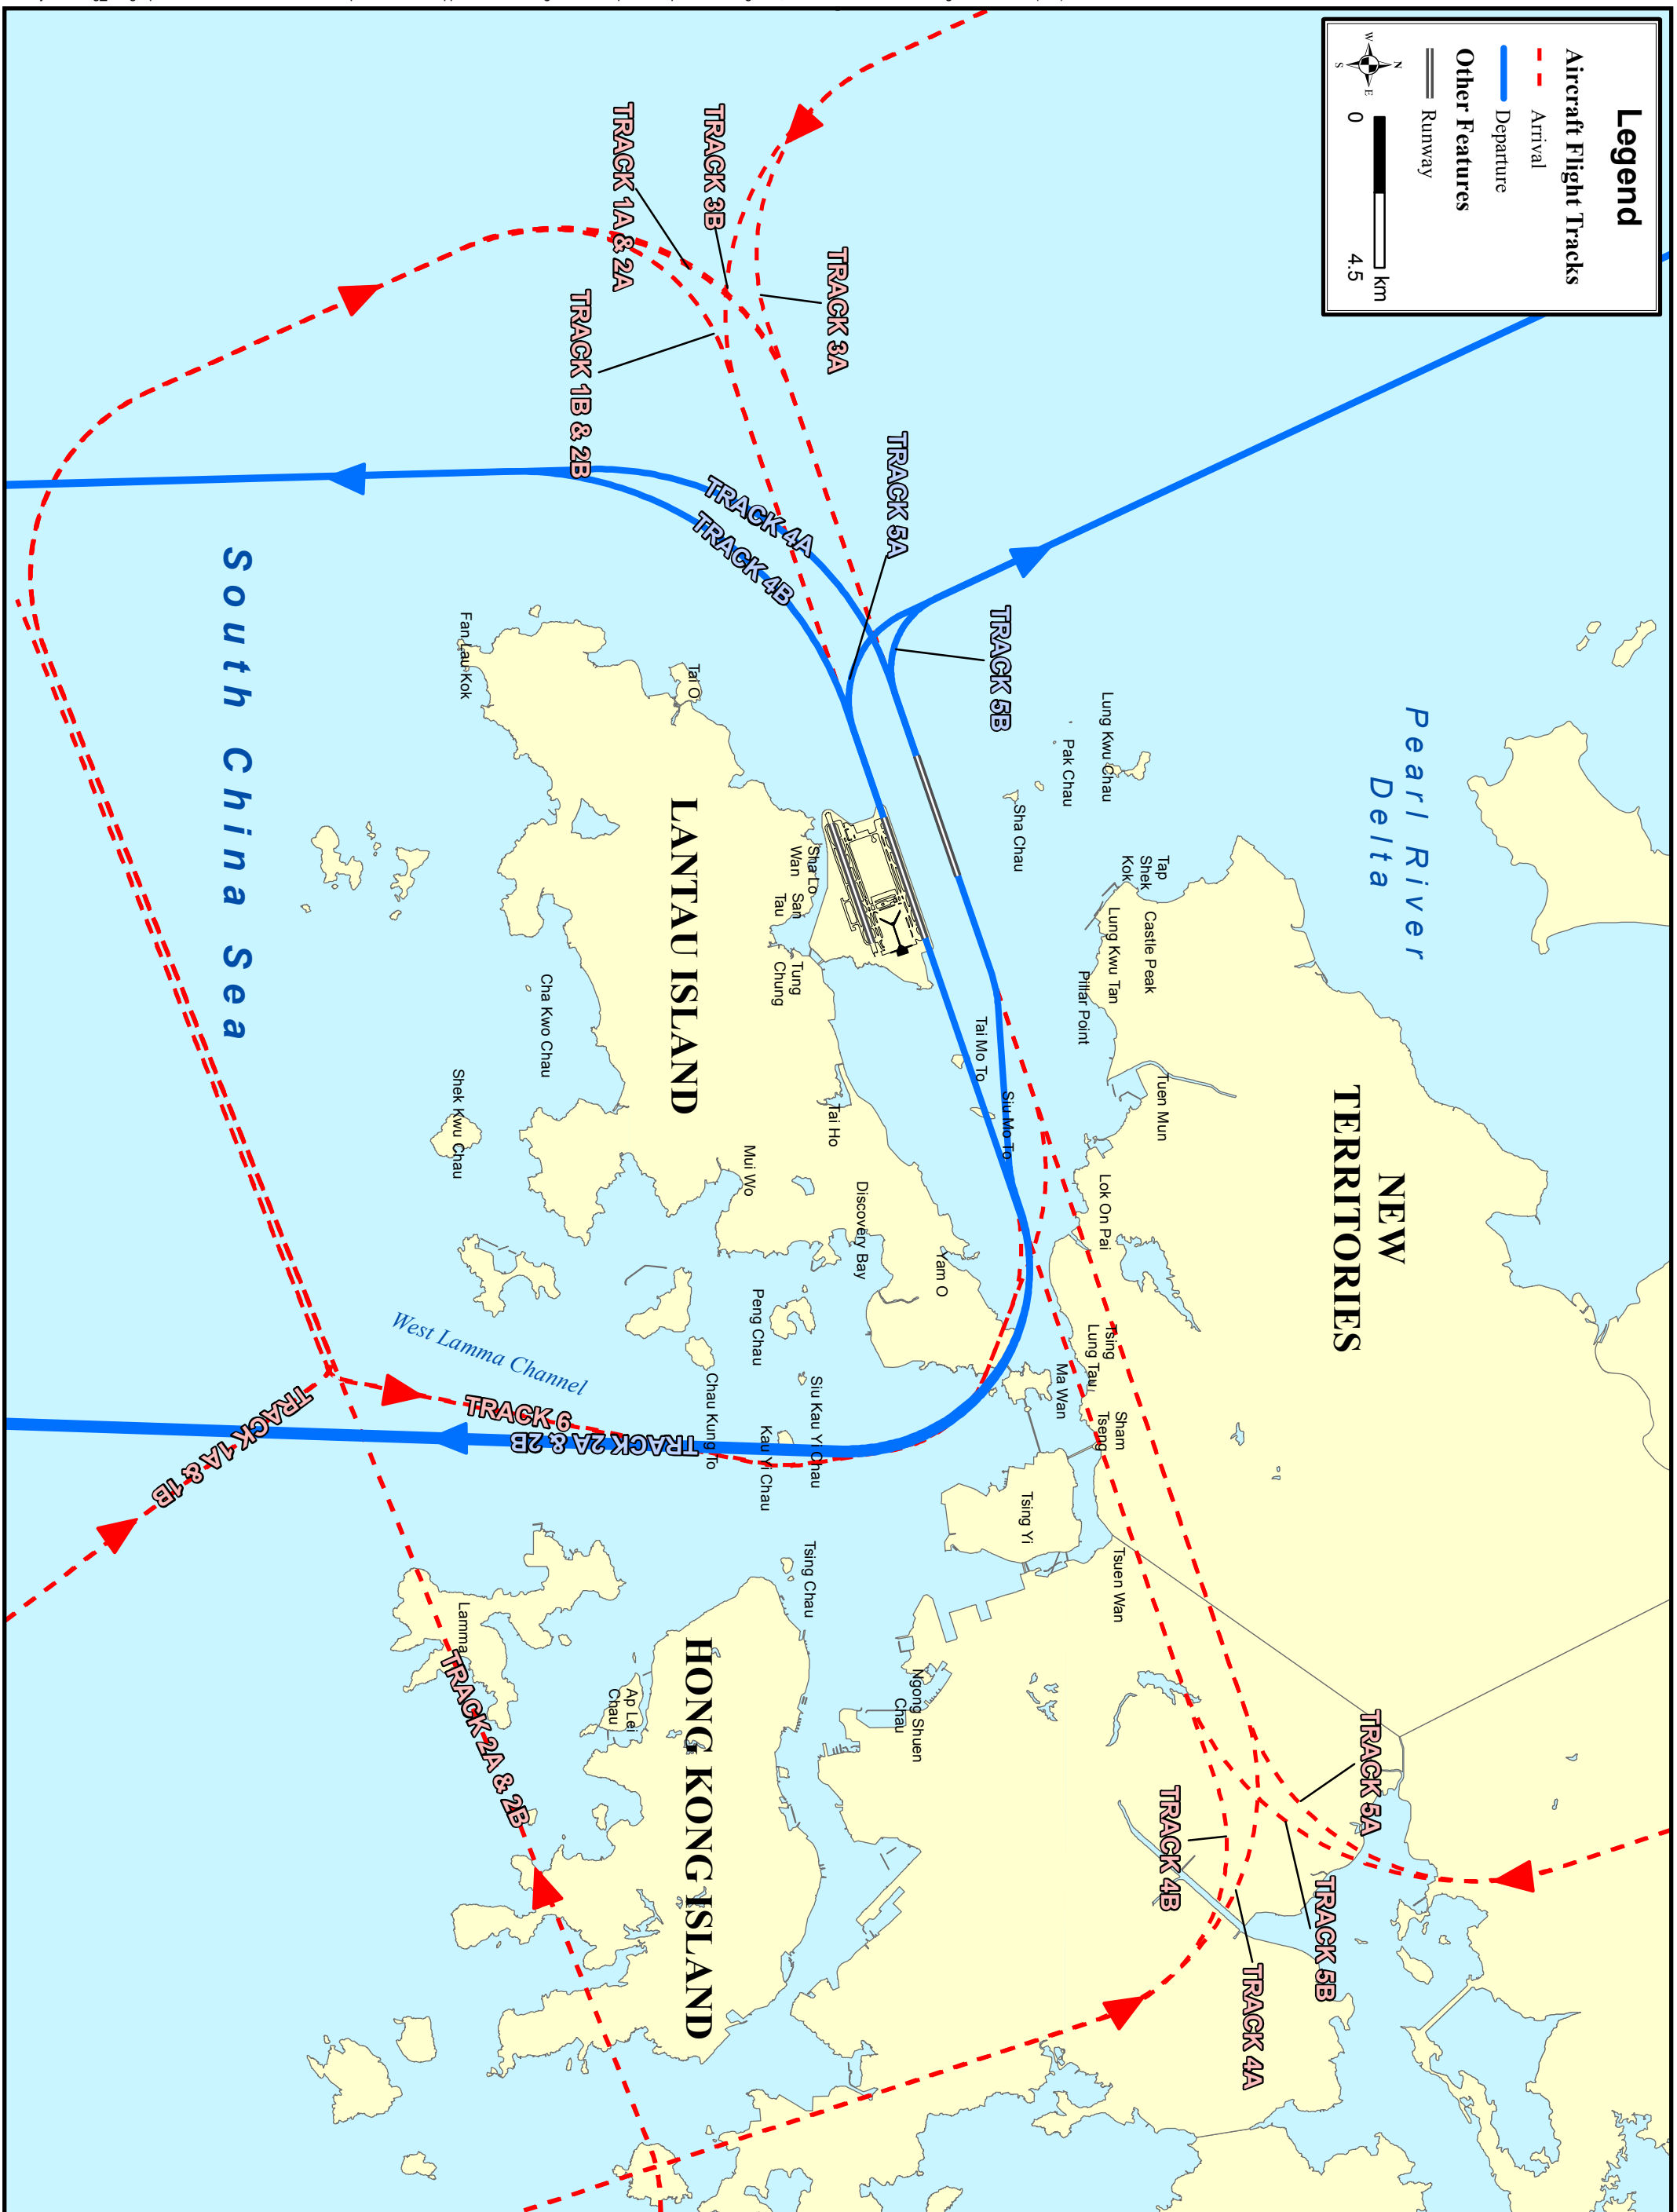 Legend
Aircraft Flight Tracks
Arrival
Departure
Other Features
Runway
N
W
E
S
0
4.5
km
Pearl River
Delta
NEW
TERRITORIES
LANTAU ISLAND
HONG KONG ISLAND
South China Sea
West Lamma Channel
TRACK 3A
TRACK 3B
TRACK 1A & 2A
TRACK 1B & 2B
TRACK 4A
TRACK 4B
TRACK 5A
TRACK 5B
Lung Kwu Chau
Pak Chau
Sha Chau
Tap
Shek
Kok
Castle Peak
Lung Kwu Tan
Pillar Point
Tuen Mun
Lok On Pai
Tai Mo To
Siu Mo To
Tsing
Lung Tau
Sham
Tseng
Ma Wan
Tsing Yi
Tsuen Wan
Fan Lau Kok
Tai O
Sha Lo
Wan
San
Tau
Tung
Chung
Tai Ho
Mui Wo
Discovery Bay
Yam O
Cha Kwo Chau
Shek Kwu Chau
Peng Chau
Siu Kau Yi Chau
Kau Yi Chau
Chau Kung To
Tsing Chau
Ngong Shuen
Chau
Ap Lei
Chau
Lamma
TRACK 6
TRACK 2A & 2B
TRACK 1A & 1B
TRACK 2A & 2B
TRACK 5A
TRACK 5B
TRACK 4B
TRACK 4A